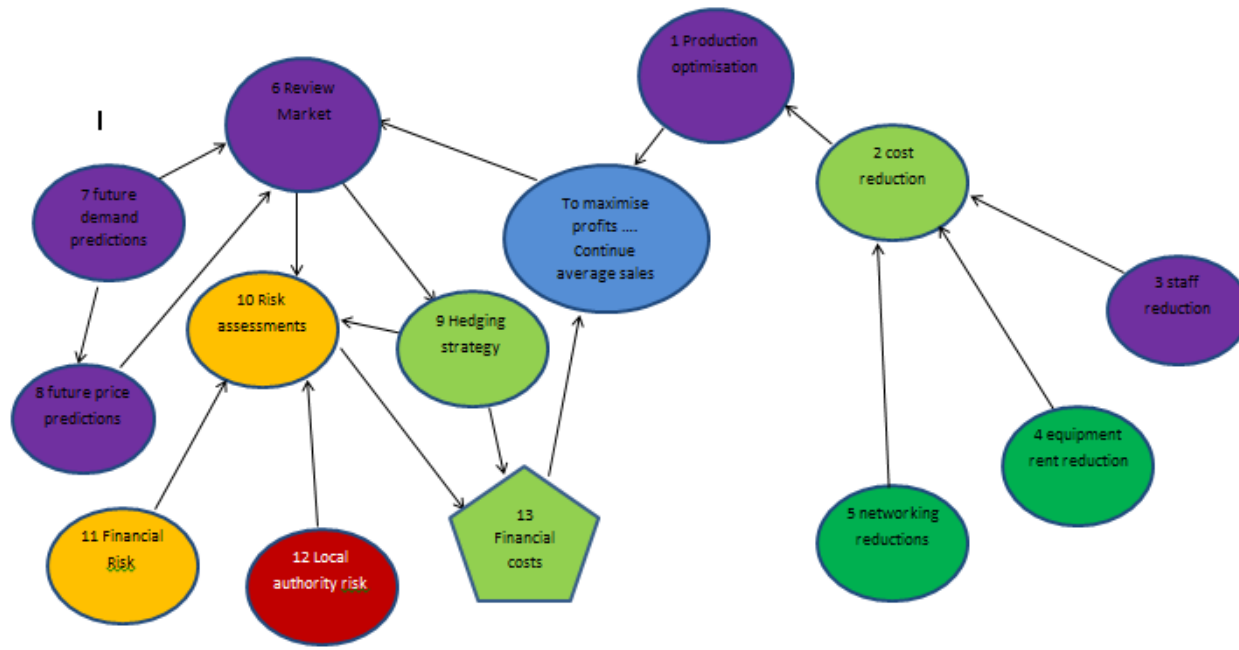 1 Production
optimisation
6 Review
Market
I
2 cost
reduction
7 future
demand
predictions
To maximise
profits ....
Continue
average sales
3 staff
reduction
10 Risk
assessments
9 Hedging
strategy
8 future price
predictions
4 equipment
rent reduction
11 Financial
Risk
12 Local
authority risk
13
Financial
costs
5 networking
reductions